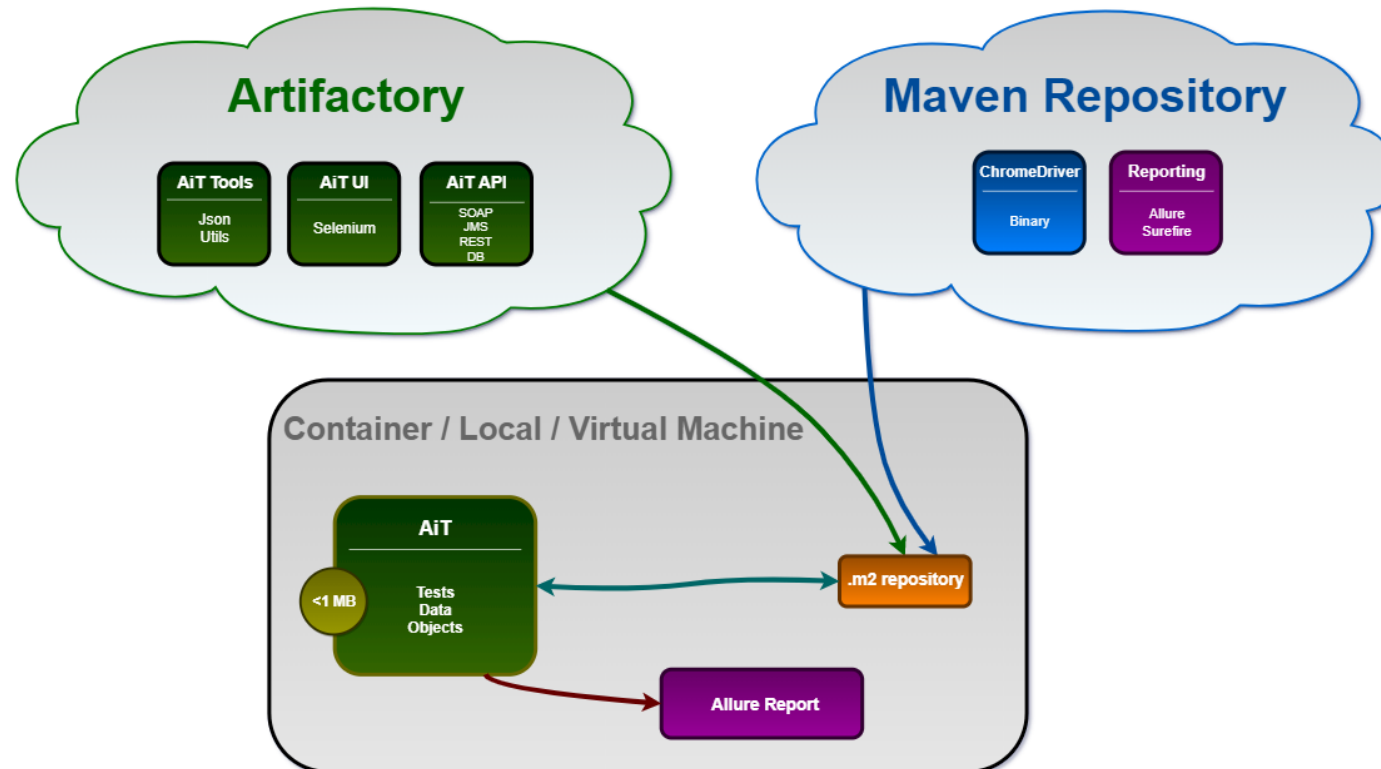 Artifactory
AiT Tools
Json
Utils
AiT UI
Selenium
AiT API
SOAP
JMS
REST
DB
Maven Repository
ChromeDriver
Binary
Reporting
Allure
Surefire
Container / Local / Virtual Machine
AiT
<1 MB
Tests
Data
Objects
.m2 repository
Allure Report